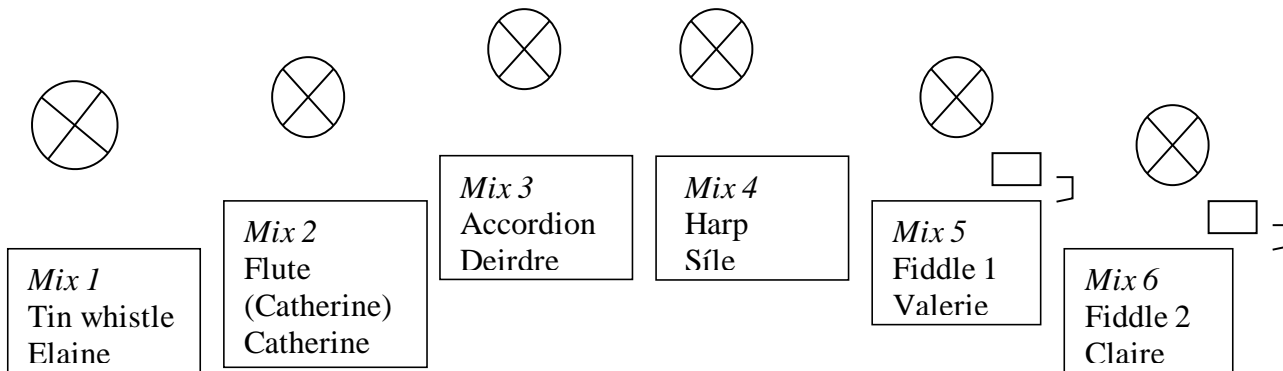 Mix 1
Tin whistle
Elaine
Mix 2
Flute
(Catherine)
Catherine
Mix 3
Accordion
Deirdre
Mix 4
Harp
Síle
Mix 5
Fiddle 1
Valerie
Mix 6
Fiddle 2
Claire